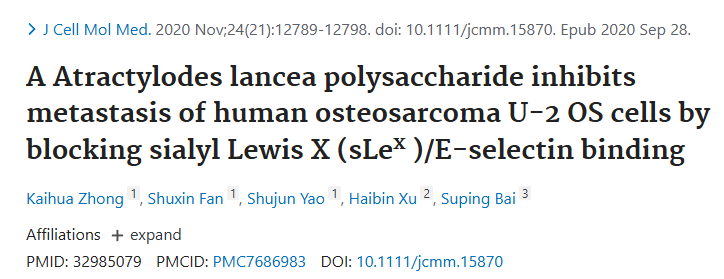 > J Cell Mol Med. 2020 Nov;24(21):12789-12798. doi: 10.1111/jcmm.15870. Epub 2020 Sep 28.
A Atractylodes lancea polysaccharide inhibits
metastasis of human osteosarcoma U-2 OS cells by
blocking sialyl Lewis X (sLeˣ )/E-selectin binding
Kaihua Zhong 1, Shuxin Fan 1, Shujun Yao 1, Haibin Xu 2, Suping Bai 3
Affiliations + expand
PMID: 32985079 PMCID: PMC7686983 DOI: 10.1111/jcmm.15870